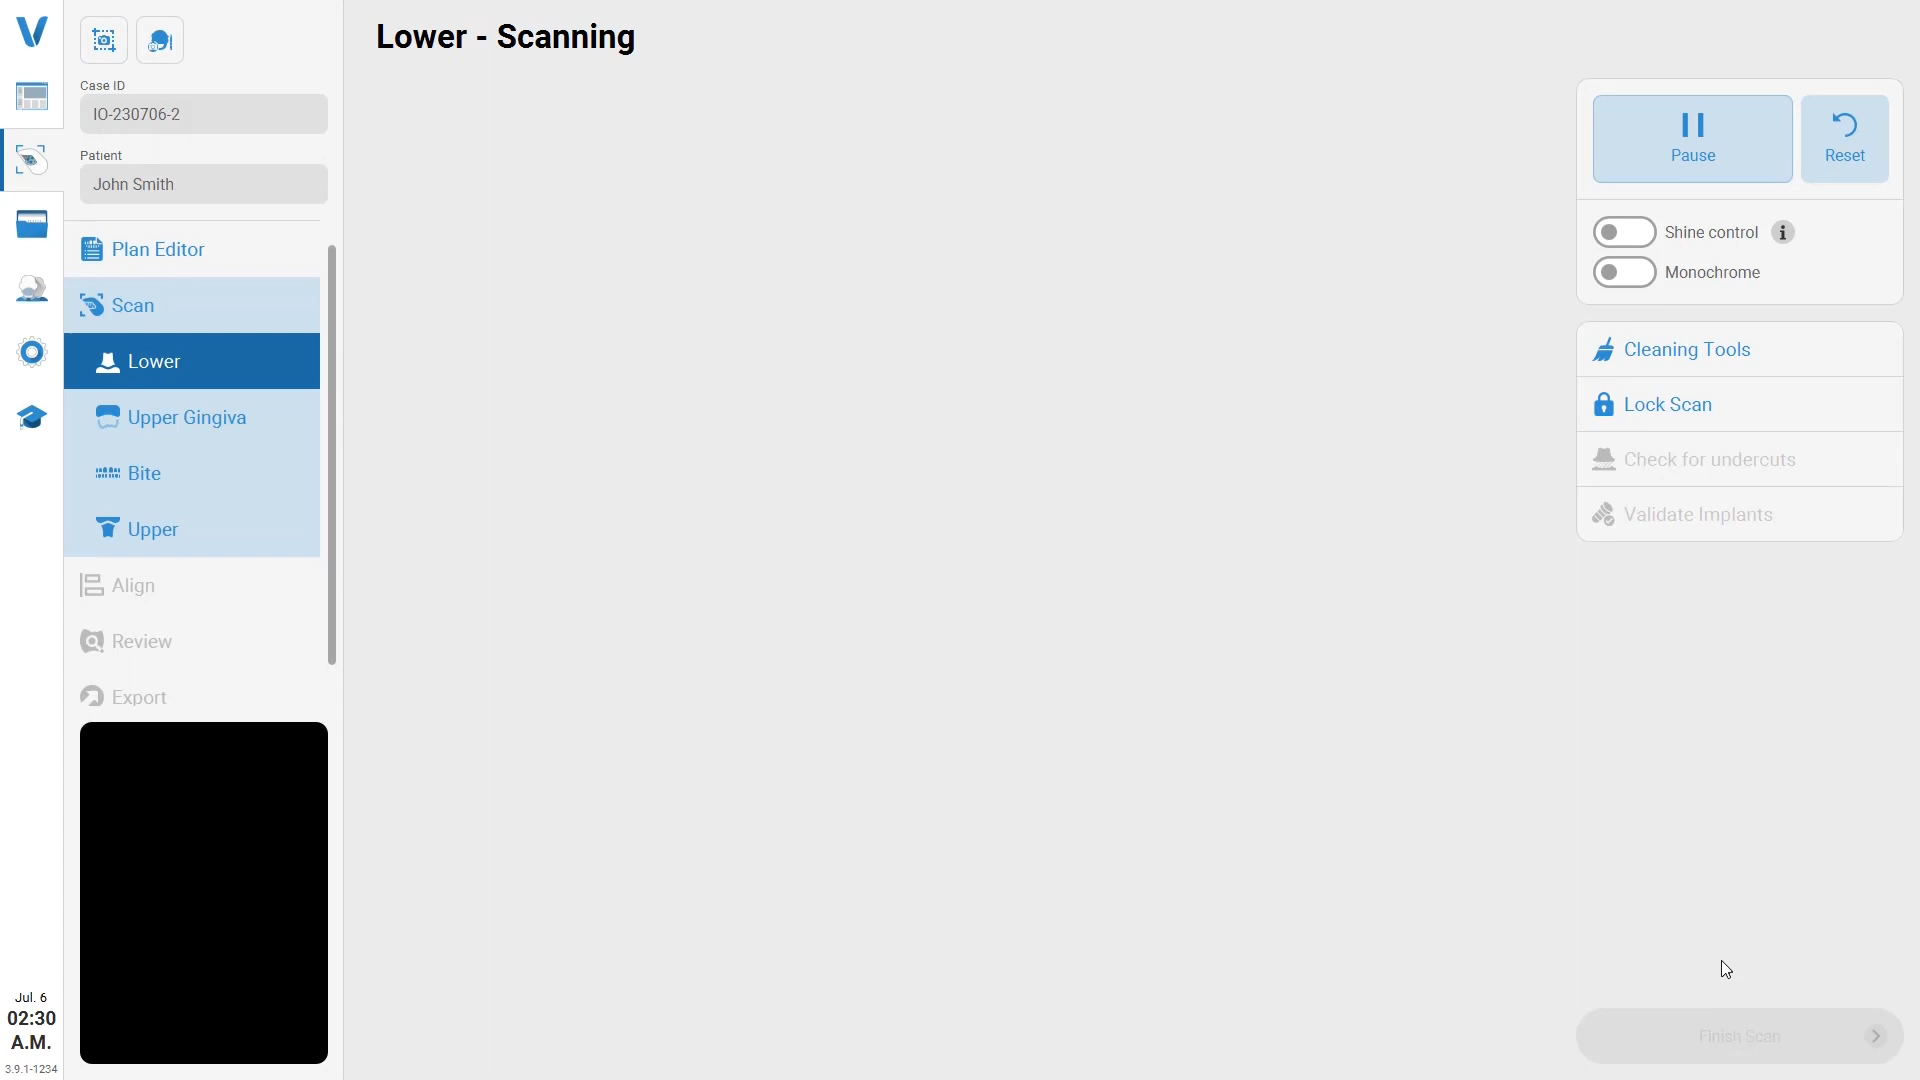 Lower - Scanning
Case ID
IO-230706-2
Patient
John Smith
Plan Editor
Scan
Lower
Upper Gingiva
Bite
Upper
Align
Review
Export
Jul. 6
02:30
A.M.
3.9.1-1234
Pause
Reset
Shine control
Monochrome
Cleaning Tools
Lock Scan
Check for undercuts
Validate Implants
Finish Scan